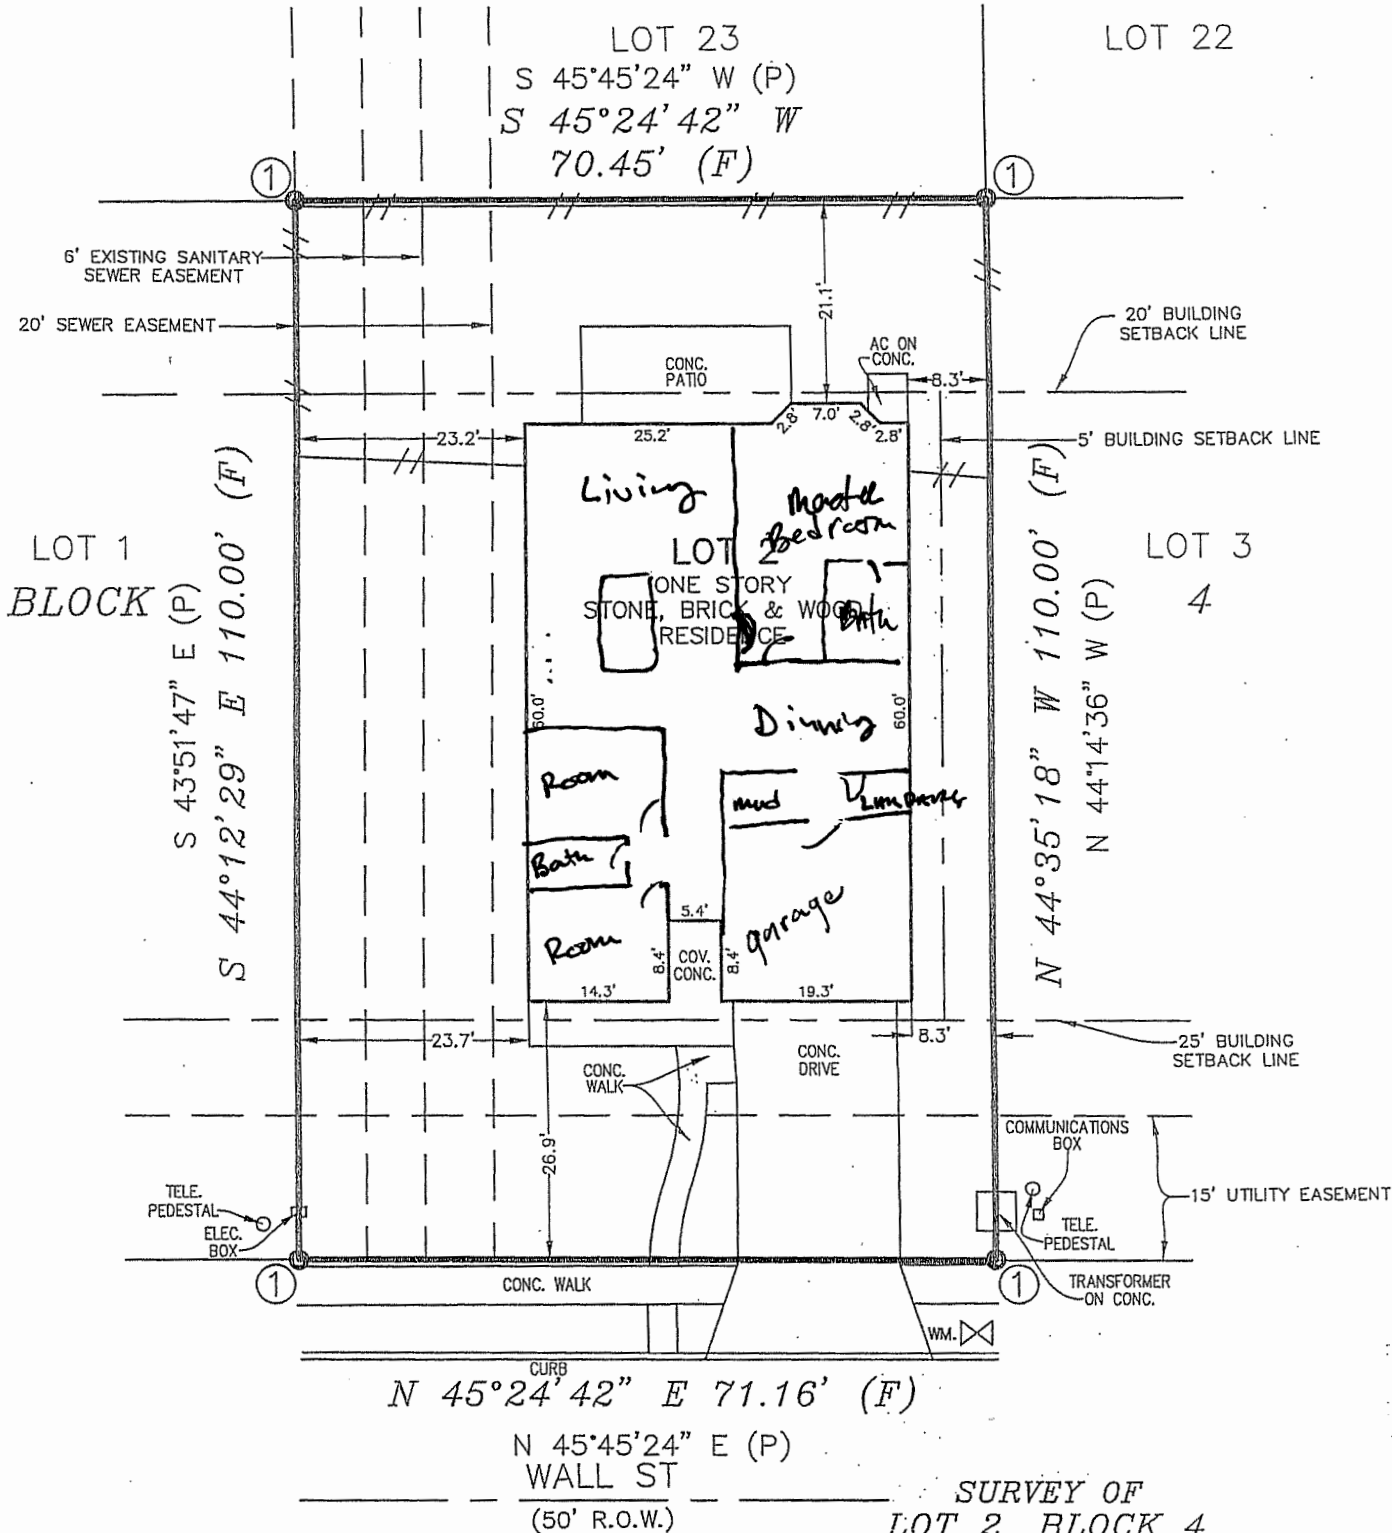 LOT 23
LOT 22
S 45°45'24" W (P)
S 45°24'42" W
70.45' (F)
1
1
6' EXISTING SANITARY
SEWER EASEMENT
20' SEWER EASEMENT
21.1'
20' BUILDING
SETBACK LINE
AC ON
CONC.
CONC.
PATIO
8.3'
2.8'
7.0'
2.8'
2.8'
23.2'
25.2'
5' BUILDING SETBACK LINE
Living
Bedroom
LOT 1
BLOCK
LOT 2
LOT 3
4
ONE STORY
STONE, BRICK & WOOD
RESIDENCE
Bath
S 43°51'47" E (P)
S 44°12'29" E 110.00' (F)
N 44°35'18" W 110.00' (F)
N 44°14'36" W (P)
60.0'
60.0'
Dinning
Room
mud
Bath
garage
5.4'
Room
8.4'
COV.
CONC.
8.4'
14.3'
19.3'
23.7'
8.3'
25' BUILDING
SETBACK LINE
CONC.
WALK
CONC.
DRIVE
26.9'
COMMUNICATIONS
BOX
TELE.
PEDESTAL
ELEC.
BOX
15' UTILITY EASEMENT
TELE.
PEDESTAL
1
1
CONC. WALK
TRANSFORMER
ON CONC.
WM.
CURB
N 45°24'42" E 71.16' (F)
N 45°45'24" E (P)
WALL ST
(50' R.O.W.)
SURVEY OF
LOT 2 BLOCK 4